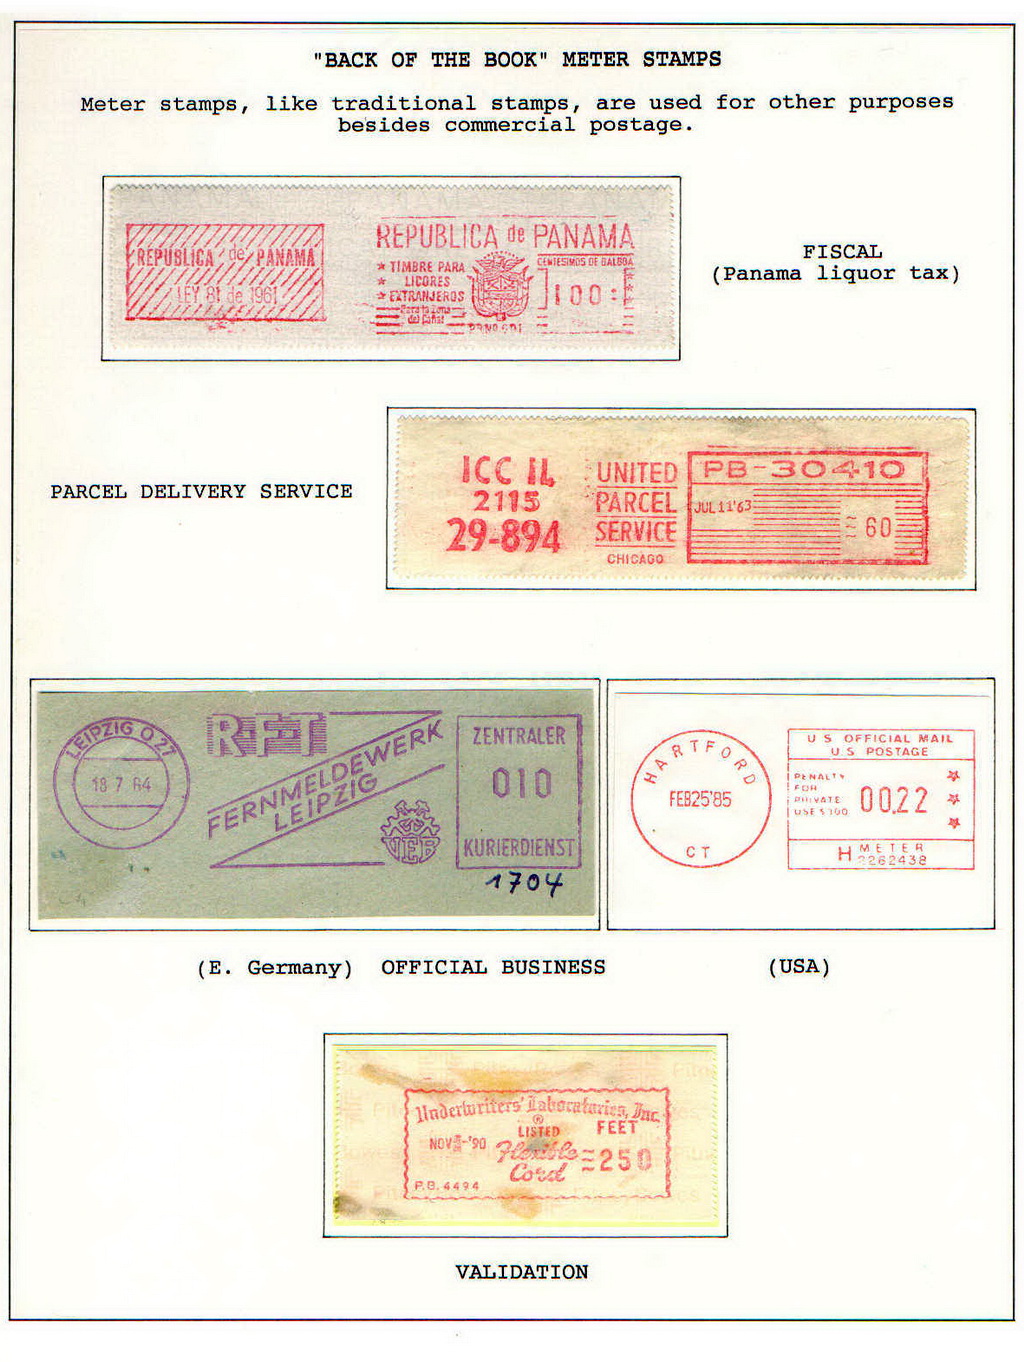 "BACK OF THE BOOK" METER STAMPS
Meter stamps, like traditional stamps, are used for other purposes
besides commercial postage.
REPUBLICA de PANAMA
LEY 81 de 1961
REPUBLICA de PANAMA
TIMBRE PARA
LICORES
EXTRANJEROS
Para la Zona
del Canal
CENTESIMOS DE BALBOA
100
FISCAL
(Panama liquor tax)
PARCEL DELIVERY SERVICE
ICC IL
2115
29-894
UNITED
PARCEL
SERVICE
CHICAGO
PB-30410
JUL 11'63
60
LEIPZIG O 27
18 7 64
RFT
FERNMELDEWERK
LEIPZIG
VEB
ZENTRALER
010
KURIERDIENST
1704
HARTFORD
FEB25'85
CT
U S OFFICIAL MAIL
U.S. POSTAGE
PENALTY
FOR
PRIVATE
USE $300
00.22
H METER
2262438
(E. Germany) OFFICIAL BUSINESS (USA)
Underwriters' Laboratories, Inc.
®
LISTED FEET
NOV -'90
Flexible
Cord
250
P.B. 4494
VALIDATION